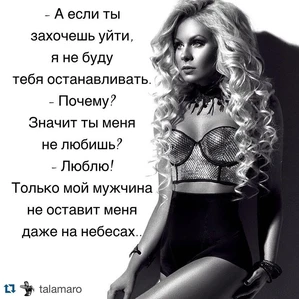 - А если ты
захочешь уйти,
я не буду
тебя останавливать.
- Почему?
Значит ты меня
не любишь?
- Люблю!
Только мой мужчина
не оставит меня
даже на небесах..
talamaro